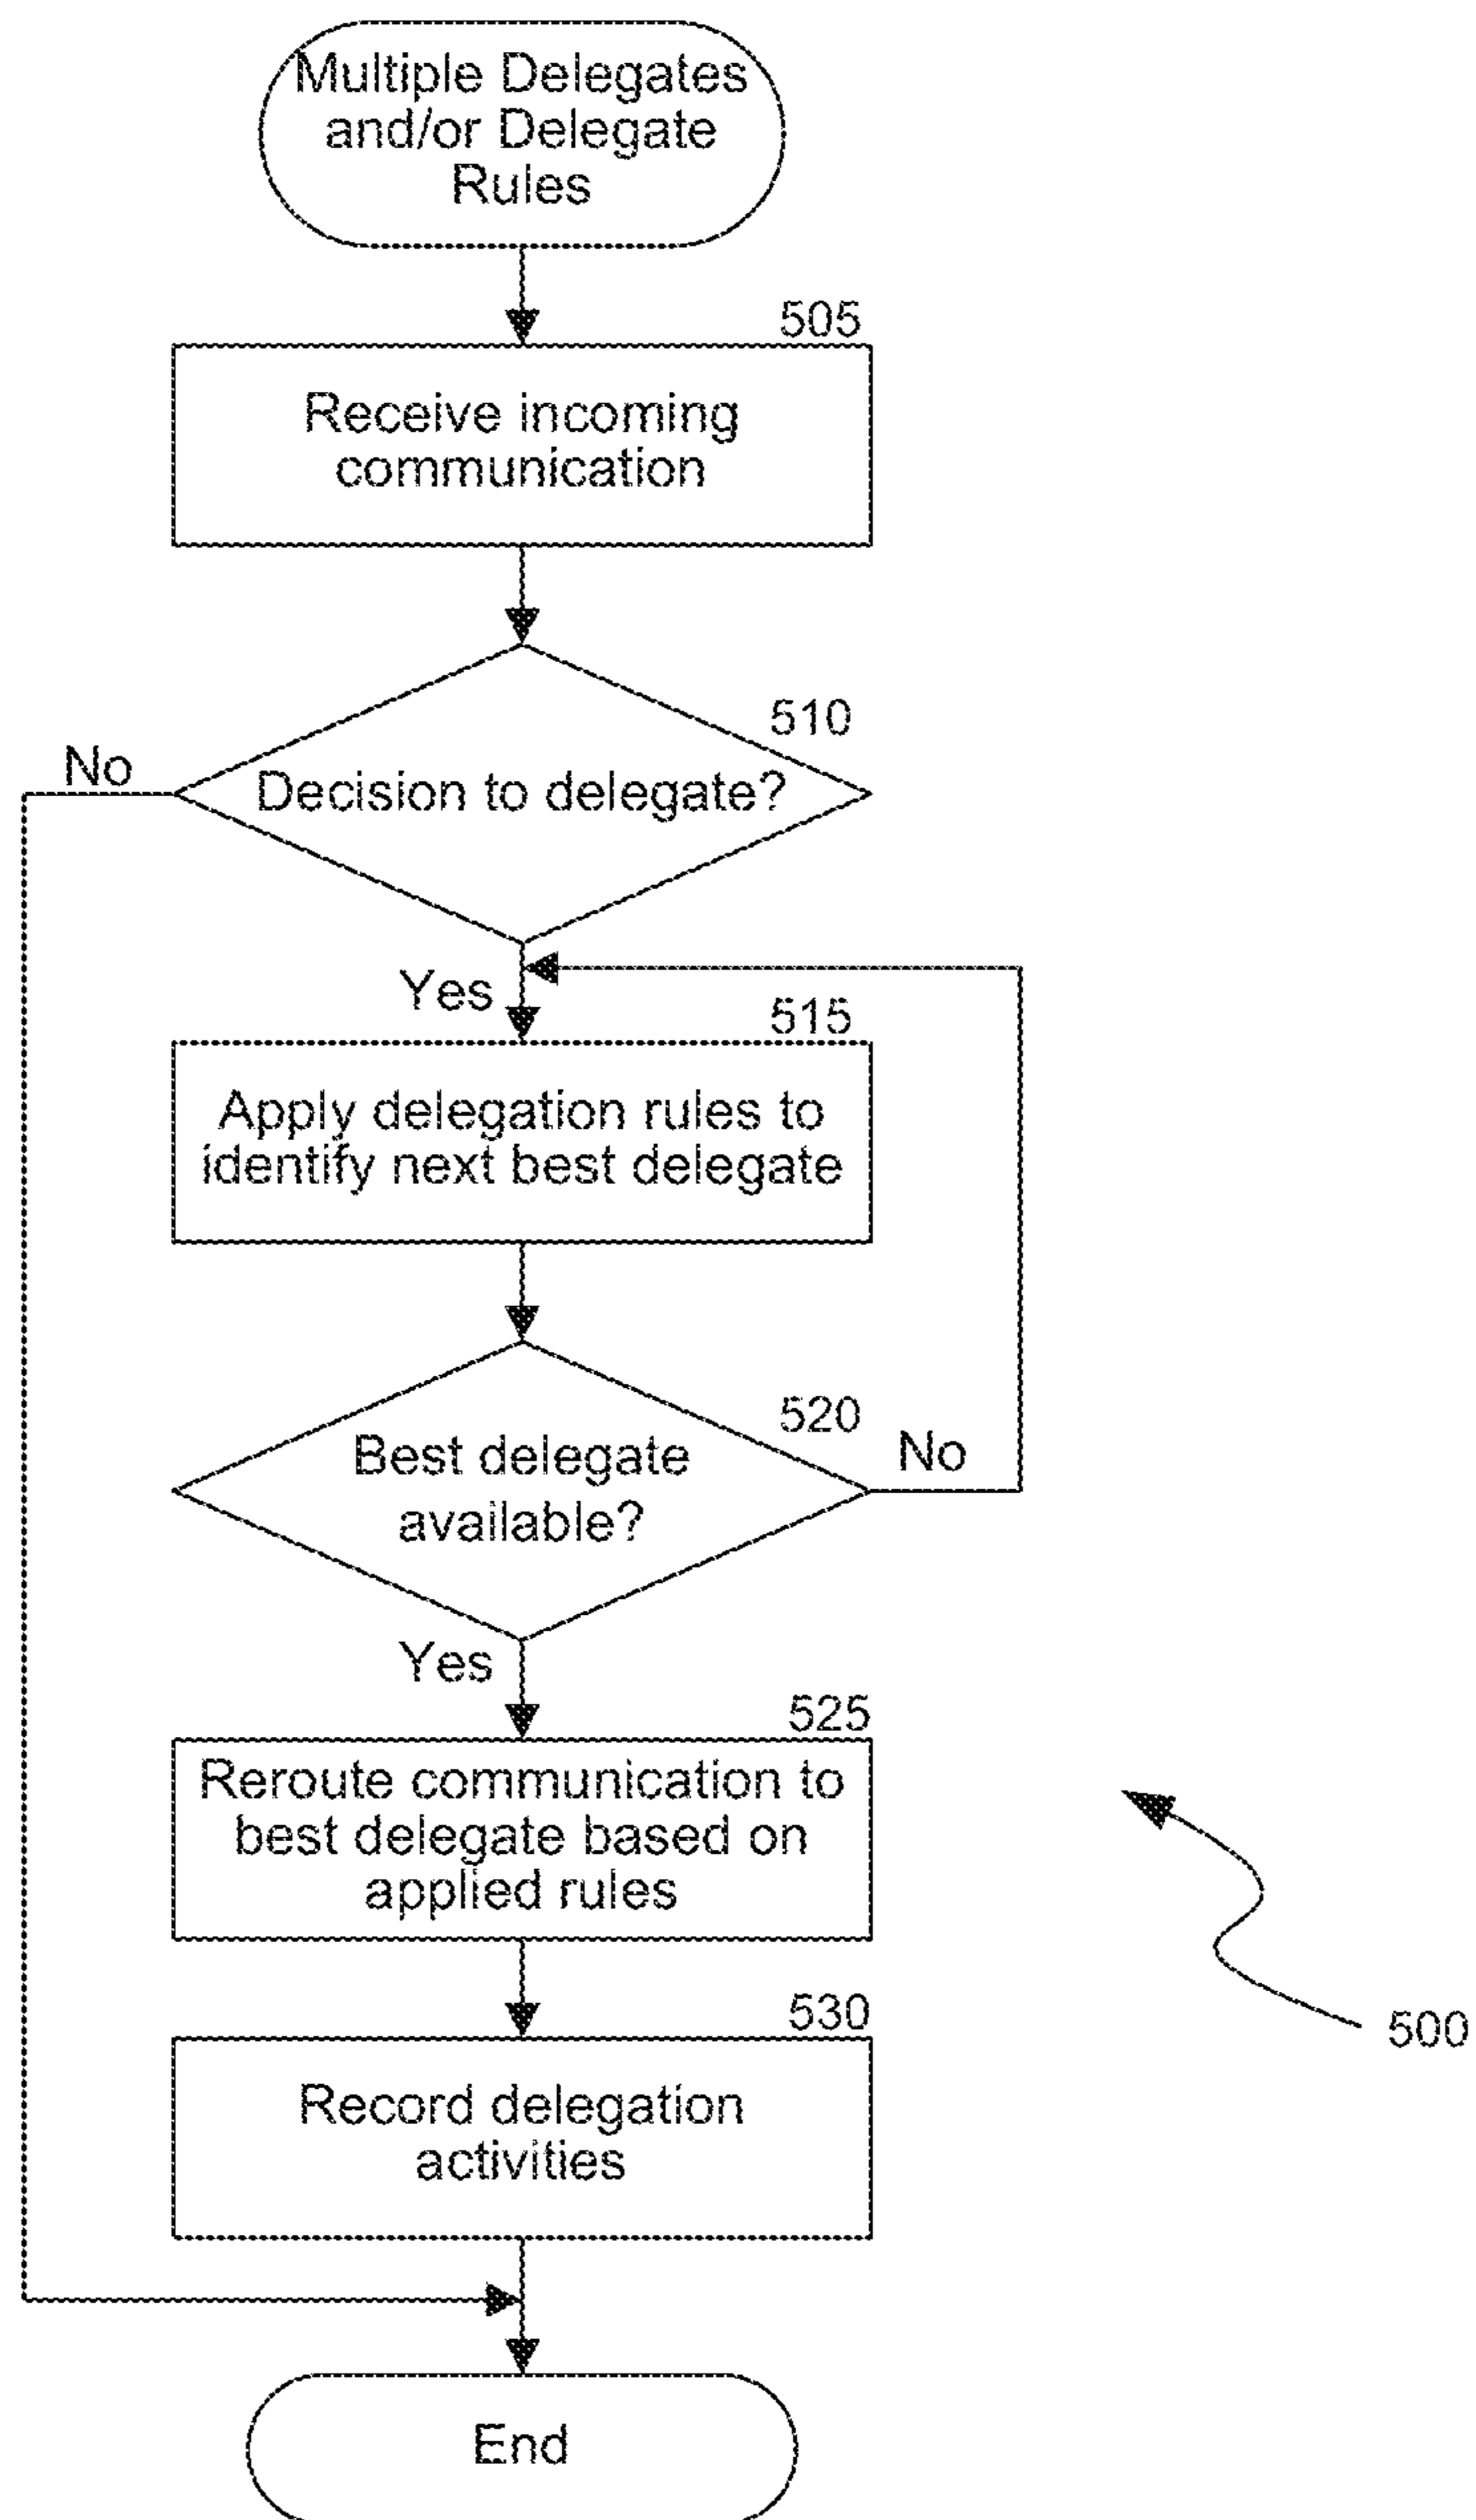 Multiple Delegates
and/or Delegate
Rules
505
Receive incoming
communication
510
No
Decision to delegate?
Yes
515
Apply delegation rules to
identify next best delegate
520
No
Best delegate
available?
Yes
525
Reroute communication to
best delegate based on
applied rules
530
500
Record delegation
activities
End